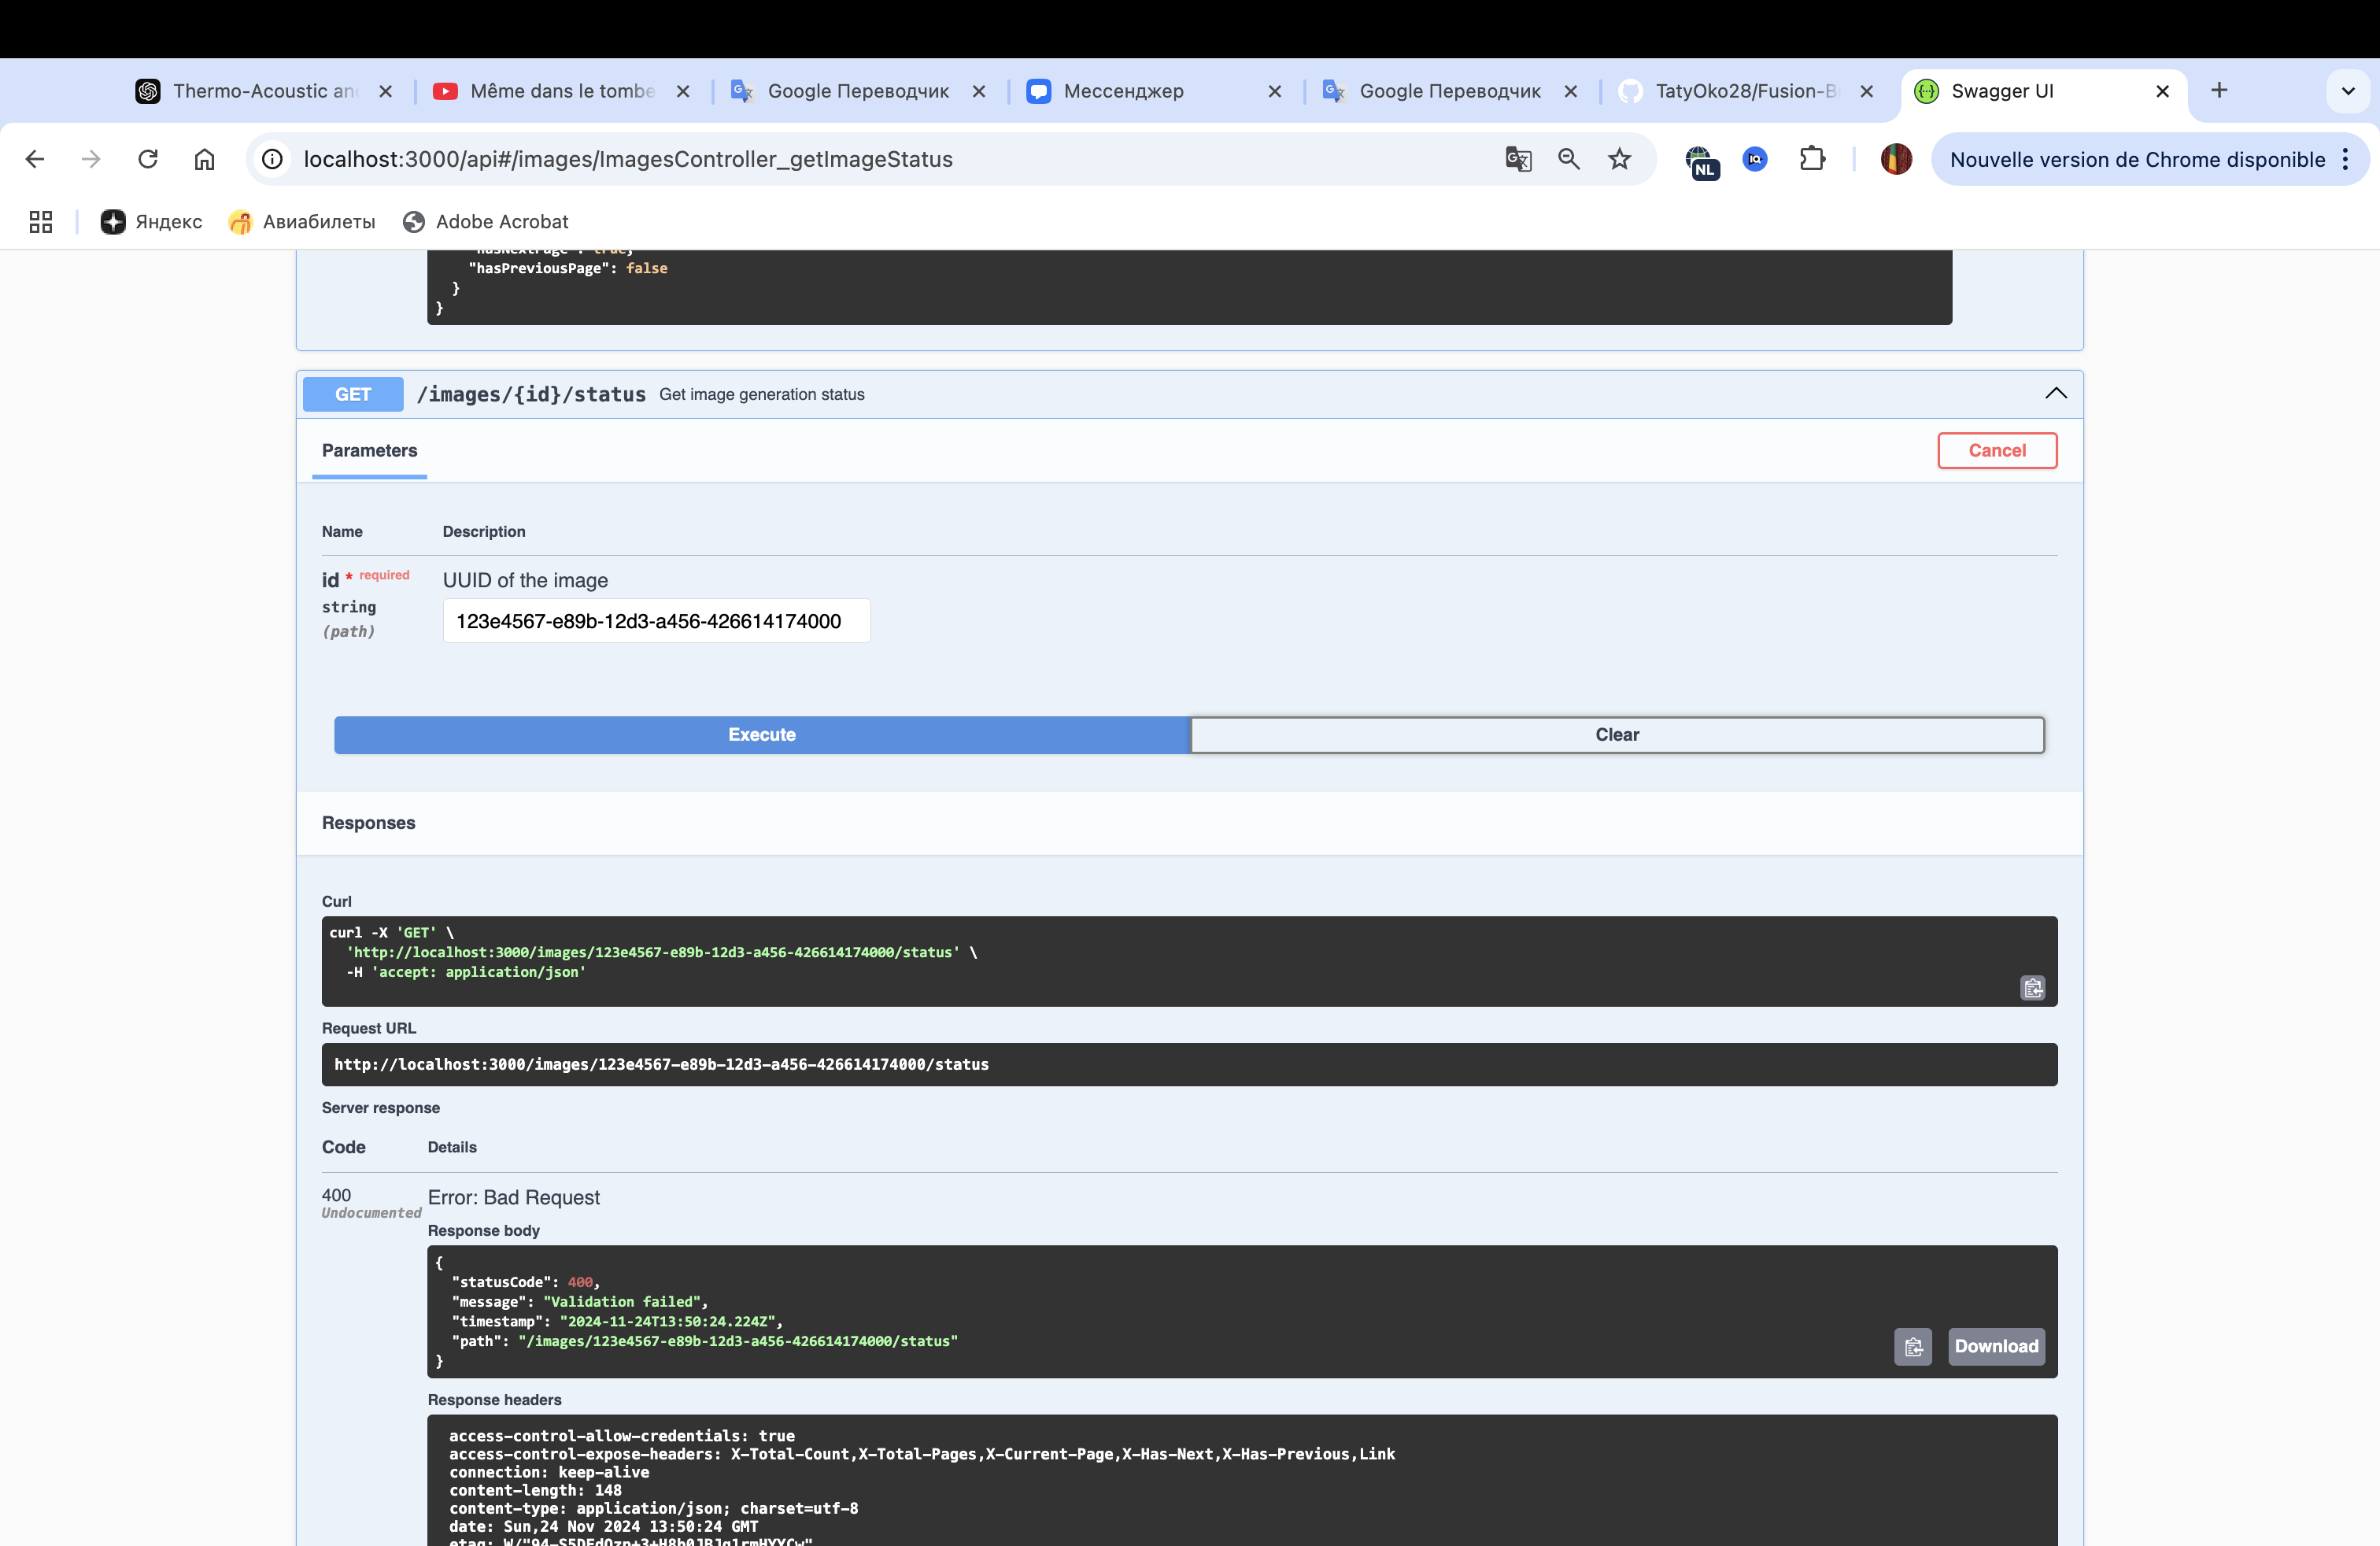 Thermo-Acoustic an
Même dans le tombe
Google Переводчик
Мессенджер
Google Переводчик
TatyOko28/Fusion-B
Swagger UI
localhost:3000/api#/images/ImagesController_getImageStatus
NL
IQ
Nouvelle version de Chrome disponible
Яндекс
Авиабилеты
Adobe Acrobat
"hasNextPage": true,
"hasPreviousPage": false
}
}
GET /images/{id}/status Get image generation status
Parameters
Cancel
Name Description
id * required UUID of the image
string
(path)
123e4567-e89b-12d3-a456-426614174000
Execute
Clear
Responses
Curl
curl -X 'GET' \
'http://localhost:3000/images/123e4567-e89b-12d3-a456-426614174000/status' \
-H 'accept: application/json'
Request URL
http://localhost:3000/images/123e4567-e89b-12d3-a456-426614174000/status
Server response
Code Details
400 Error: Bad Request
Undocumented
Response body
{
"statusCode": 400,
"message": "Validation failed",
"timestamp": "2024-11-24T13:50:24.224Z",
"path": "/images/123e4567-e89b-12d3-a456-426614174000/status"
}
Download
Response headers
access-control-allow-credentials: true
access-control-expose-headers: X-Total-Count,X-Total-Pages,X-Current-Page,X-Has-Next,X-Has-Previous,Link
connection: keep-alive
content-length: 148
content-type: application/json; charset=utf-8
date: Sun,24 Nov 2024 13:50:24 GMT
etag: